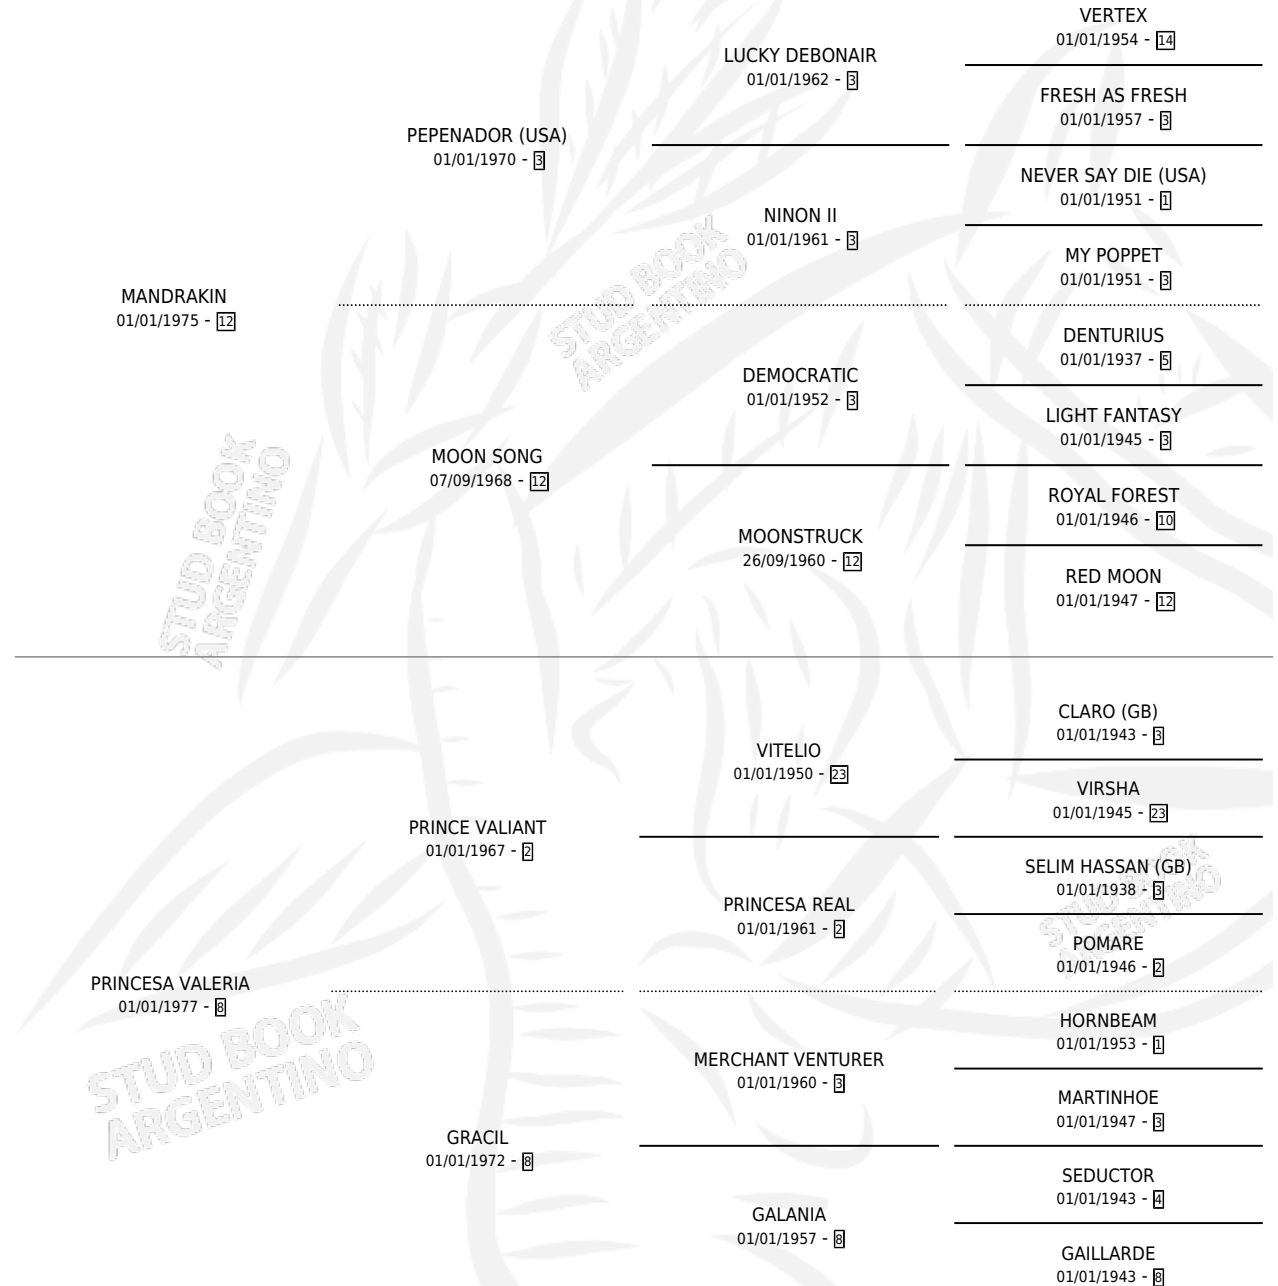 VERTEX
01/01/1954 - 14
LUCKY DEBONAIR
01/01/1962 - 3
FRESH AS FRESH
01/01/1957 - 3
PEPENADOR (USA)
01/01/1970 - 3
NEVER SAY DIE (USA)
01/01/1951 - 1
NINON II
01/01/1961 - 3
MY POPPET
01/01/1951 - 3
MANDRAKIN
01/01/1975 - 12
DENTURIUS
01/01/1937 - 5
DEMOCRATIC
01/01/1952 - 3
LIGHT FANTASY
01/01/1945 - 3
MOON SONG
07/09/1968 - 12
ROYAL FOREST
01/01/1946 - 10
MOONSTRUCK
26/09/1960 - 12
RED MOON
01/01/1947 - 12
CLARO (GB)
01/01/1943 - 3
VITELIO
01/01/1950 - 23
VIRSHA
01/01/1945 - 23
PRINCE VALIANT
01/01/1967 - 2
SELIM HASSAN (GB)
01/01/1938 - 3
PRINCESA REAL
01/01/1961 - 2
POMARE
01/01/1946 - 2
PRINCESA VALERIA
01/01/1977 - 8
HORNBEAM
01/01/1953 - 1
MERCHANT VENTURER
01/01/1960 - 3
MARTINHOE
01/01/1947 - 3
GRACIL
01/01/1972 - 8
SEDUCTOR
01/01/1943 - 4
GALANIA
01/01/1957 - 8
GAILLARDE
01/01/1943 - 8
STUD BOOK
ARGENTINO
STUD BOOK
ARGENTINO
STUD BOOK
ARGENTINO
STUD BOOK
ARGENTINO